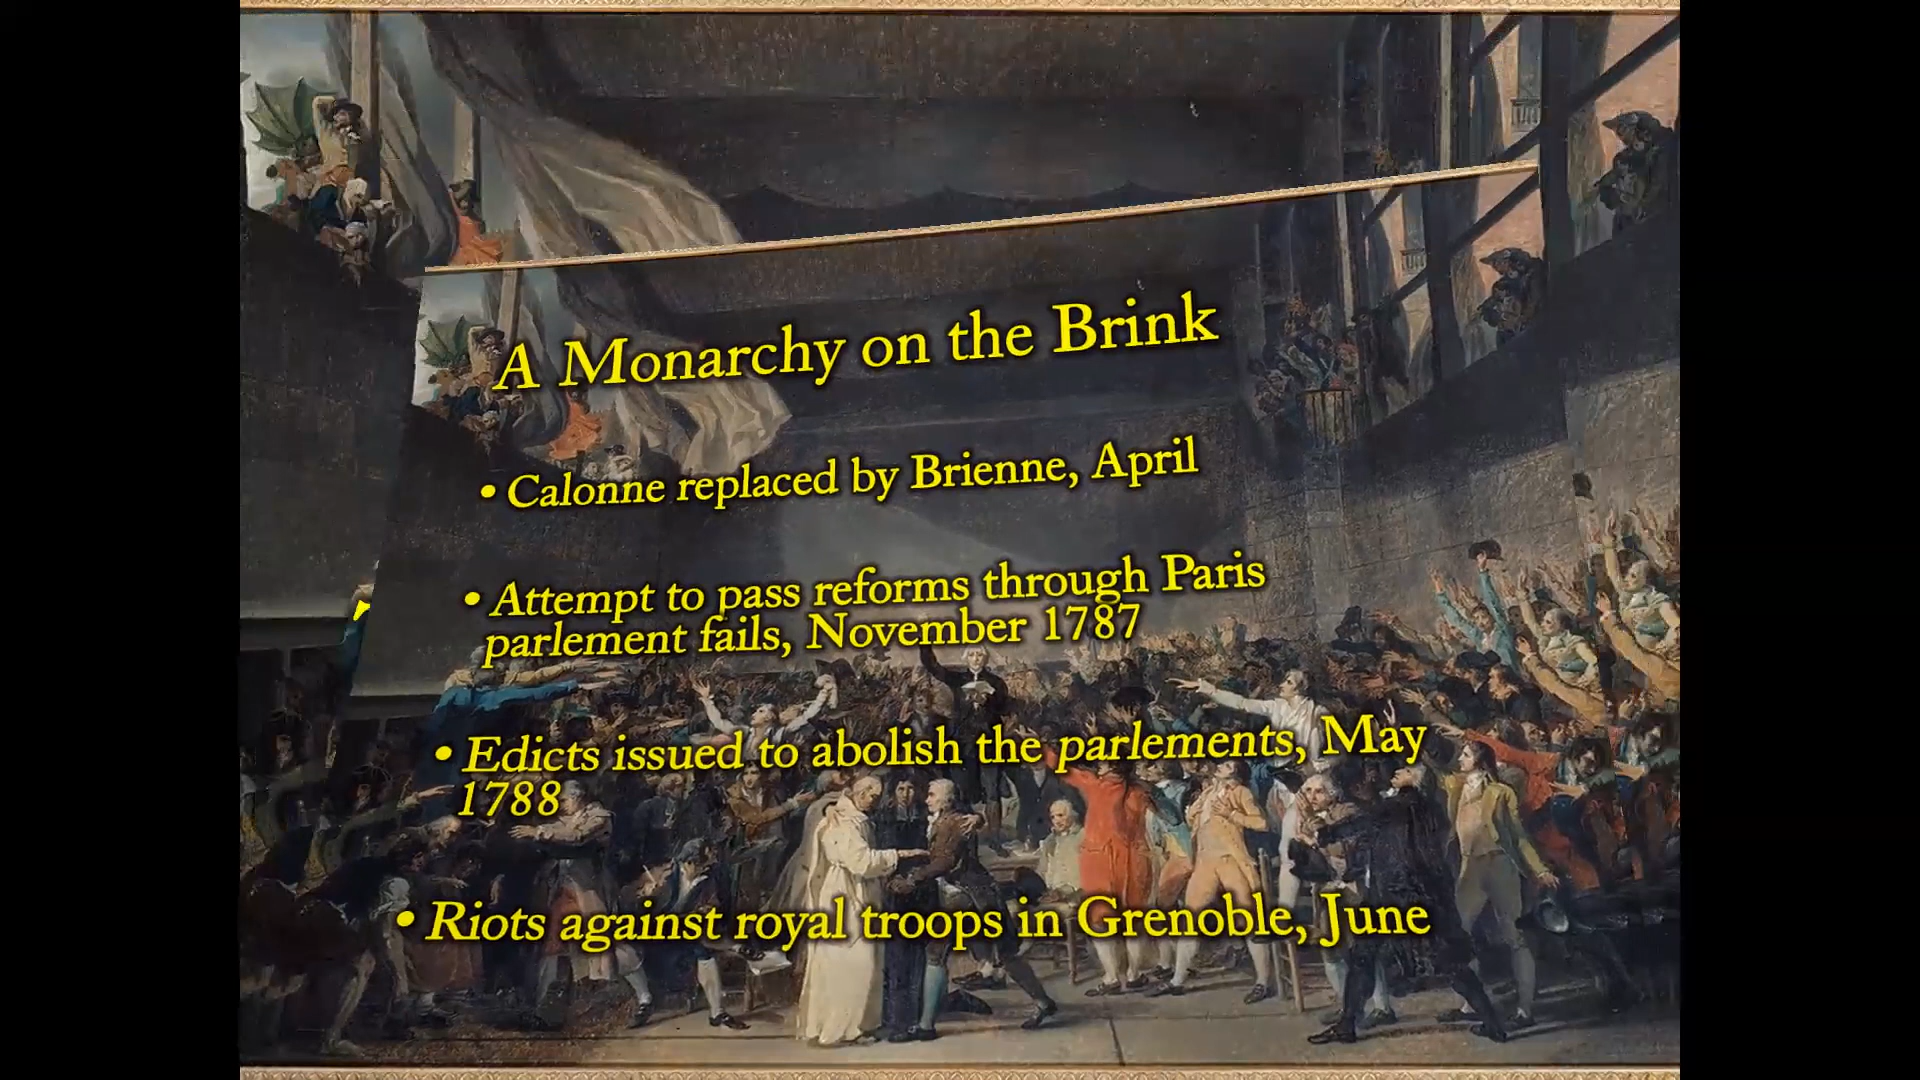 A Monarchy on the Brink
• Calonne replaced by Brienne, April
• Attempt to pass reforms through Paris
parlement fails, November 1787
• Edicts issued to abolish the parlements, May
1788
• Riots against royal troops in Grenoble, June